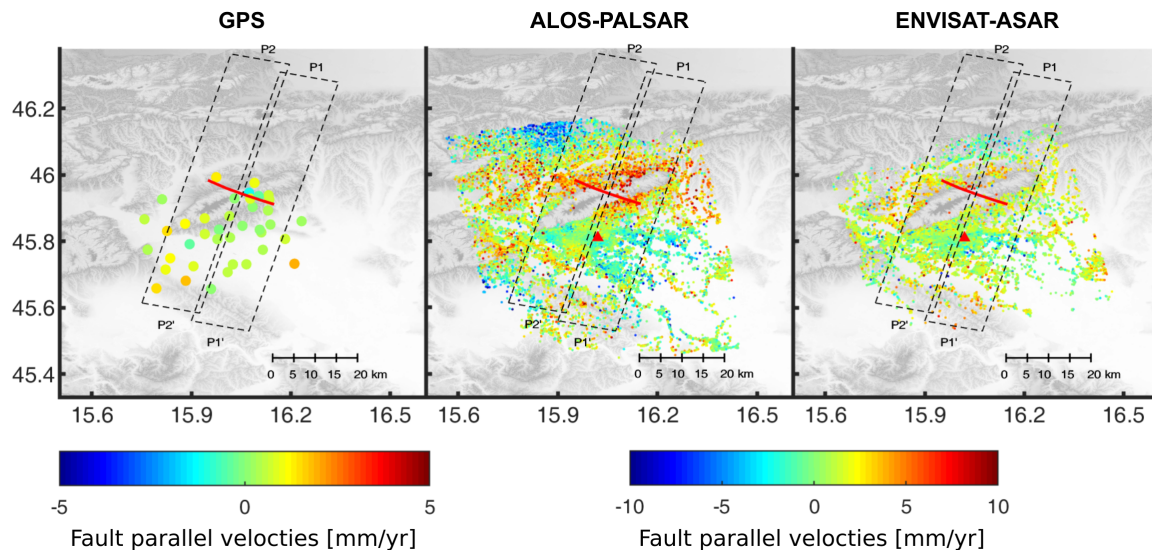 GPS ALOS-PALSAR ENVISAT-ASAR
P2 P2 P2
P1 P1 P1
46.2
46
45.8
45.6
P2' P2' P2'
P1' P1' P1'
45.4
0 5 10 15 20 km 0 5 10 15 20 km 0 5 10 15 20 km
15.6 15.9 16.2 16.5 15.6 15.9 16.2 16.5 15.6 15.9 16.2 16.5
-5 0 5 -10 -5 0 5 10
Fault parallel velocties [mm/yr] Fault parallel velocties [mm/yr]